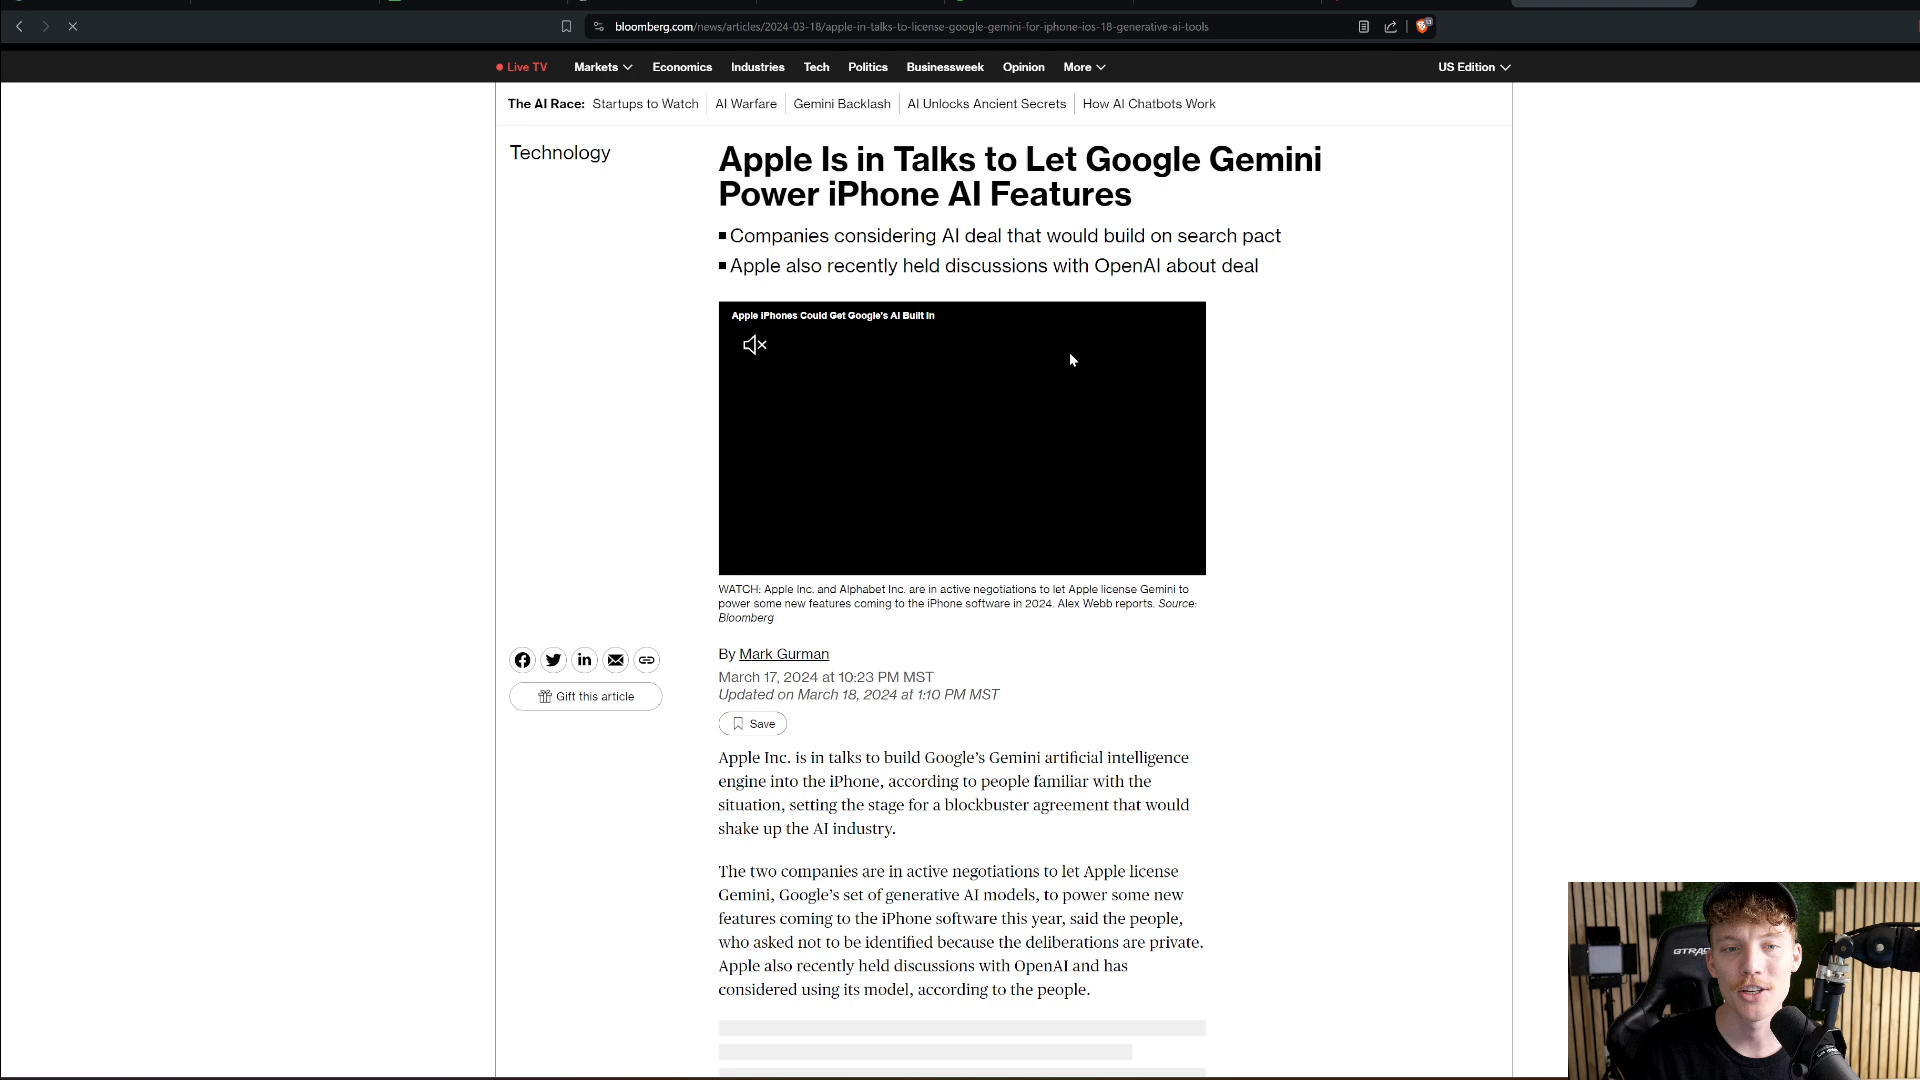 bloomberg.com/news/articles/2024-03-18/apple-in-talks-to-license-google-gemini-for-iphone-ios-18-generative-ai-tools
Live TV Markets Economics Industries Tech Politics Businessweek Opinion More US Edition
The AI Race: Startups to Watch AI Warfare Gemini Backlash AI Unlocks Ancient Secrets How AI Chatbots Work
Technology
Apple Is in Talks to Let Google Gemini
Power iPhone AI Features
Companies considering AI deal that would build on search pact
Apple also recently held discussions with OpenAI about deal
Apple iPhones Could Get Google's AI Built In
WATCH: Apple Inc. and Alphabet Inc. are in active negotiations to let Apple license Gemini to
power some new features coming to the iPhone software in 2024. Alex Webb reports. Source:
Bloomberg
By Mark Gurman
March 17, 2024 at 10:23 PM MST
Updated on March 18, 2024 at 1:10 PM MST
Gift this article
Save
Apple Inc. is in talks to build Google's Gemini artificial intelligence
engine into the iPhone, according to people familiar with the
situation, setting the stage for a blockbuster agreement that would
shake up the AI industry.
The two companies are in active negotiations to let Apple license
Gemini, Google's set of generative AI models, to power some new
features coming to the iPhone software this year, said the people,
who asked not to be identified because the deliberations are private.
Apple also recently held discussions with OpenAI and has
considered using its model, according to the people.